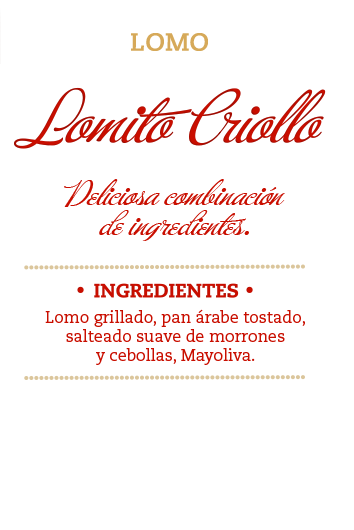 LOMO
Lomito Criollo
Deliciosa combinación
de ingredientes.
• INGREDIENTES •
Lomo grillado, pan árabe tostado,
salteado suave de morrones
y cebollas, Mayoliva.